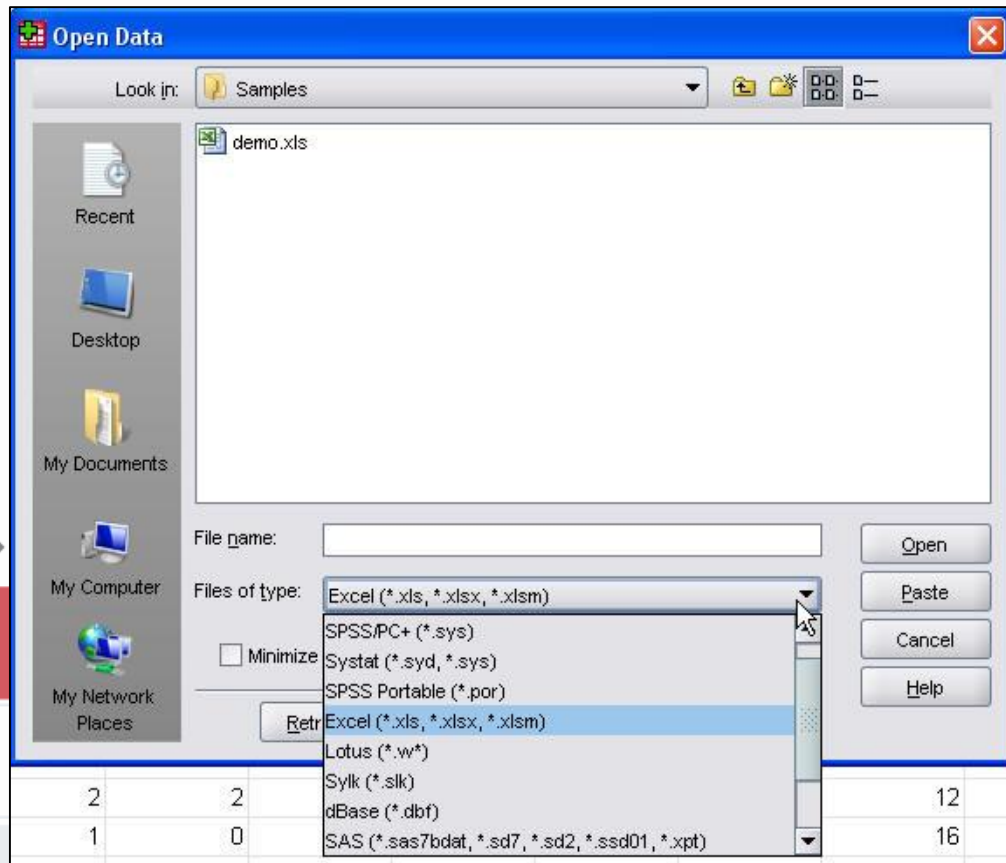 Open Data
Look in: Samples
demo.xls
Recent
Desktop
My Documents
My Computer
My Network
Places
File name:
Open
Files of type: Excel (*.xls, *.xlsx, *.xlsm)
Paste
SPSS/PC+ (*.sys)
Minimize
Systat (*.syd, *.sys)
Cancel
SPSS Portable (*.por)
Help
Retr
Excel (*.xls, *.xlsx, *.xlsm)
Lotus (*.w*)
Sylk (*.slk)
dBase (*.dbf)
SAS (*.sas7bdat, *.sd7, *.sd2, *.ssd01, *.xpt)
2 2 12
1 0 16